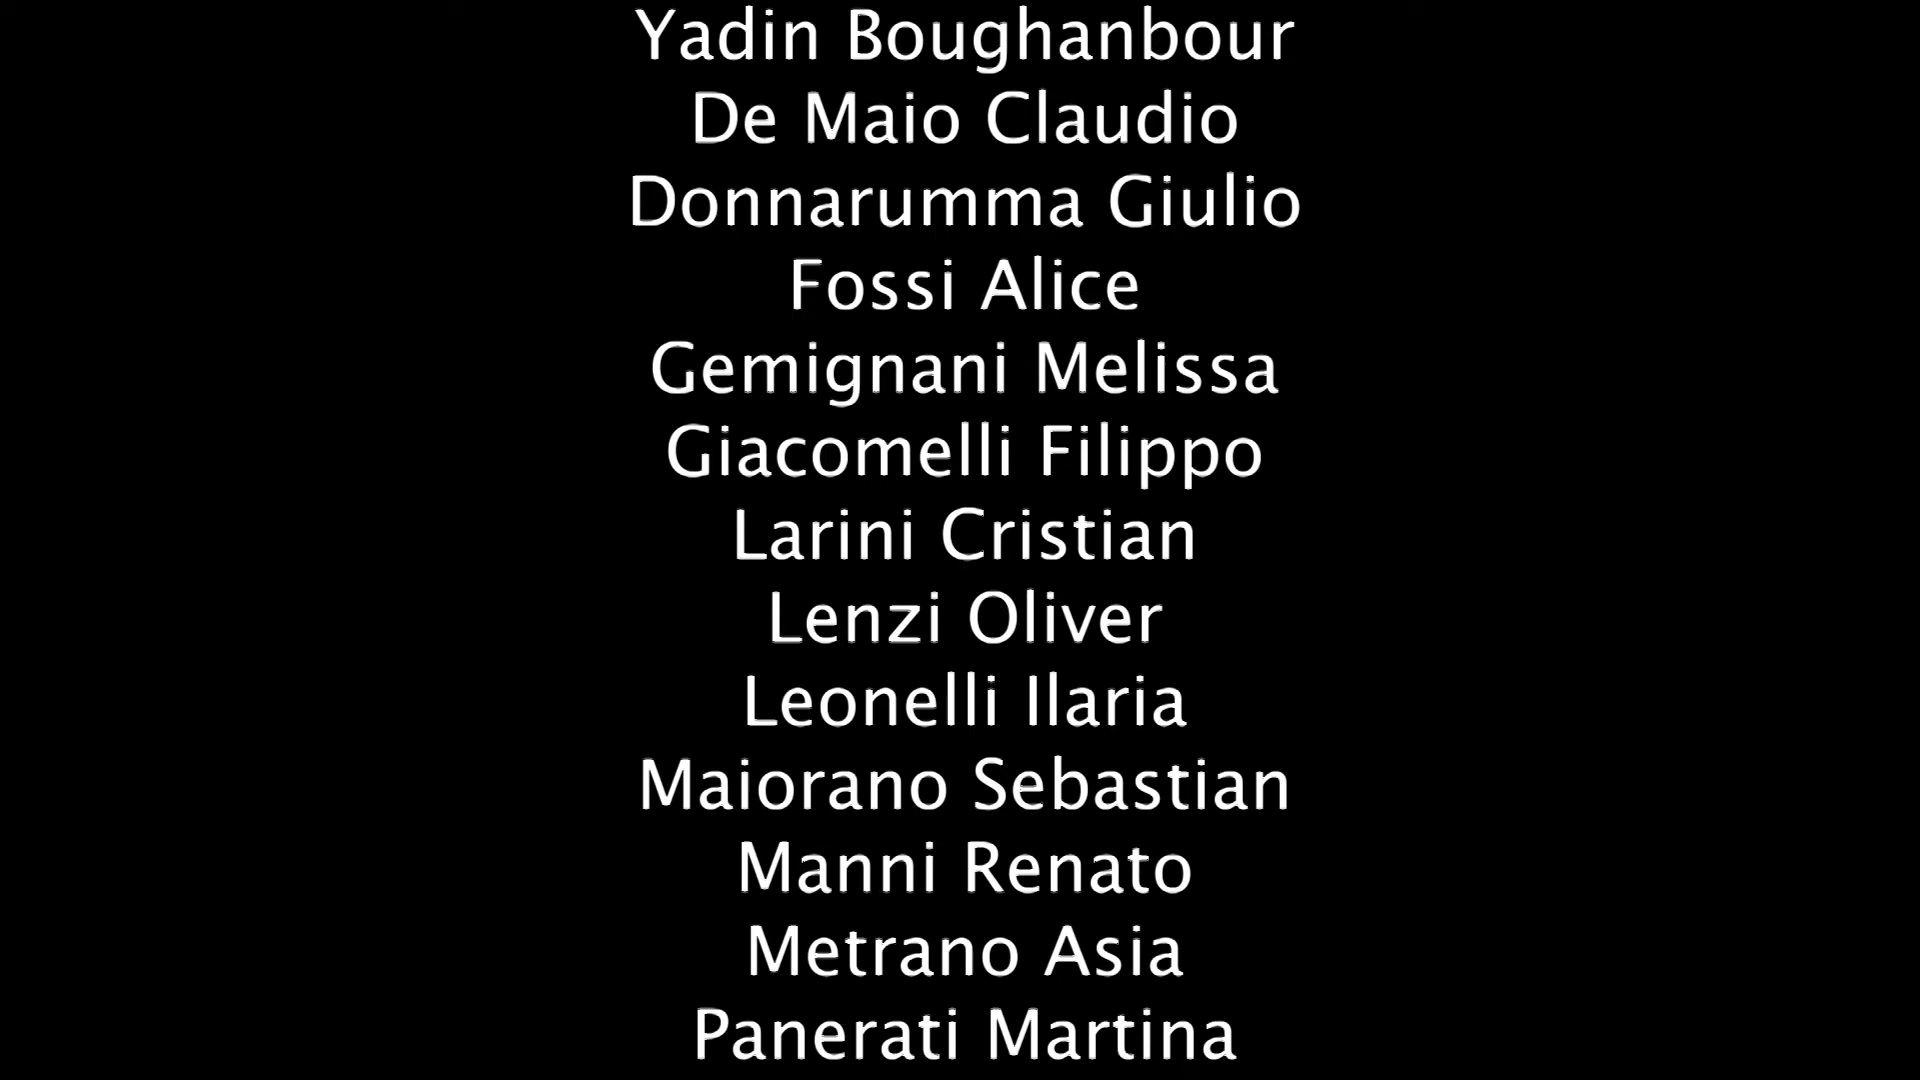 Yadin Boughanbour
De Maio Claudio
Donnarumma Giulio
Fossi Alice
Gemignani Melissa
Giacomelli Filippo
Larini Cristian
Lenzi Oliver
Leonelli Ilaria
Maiorano Sebastian
Manni Renato
Metrano Asia
Panerati Martina